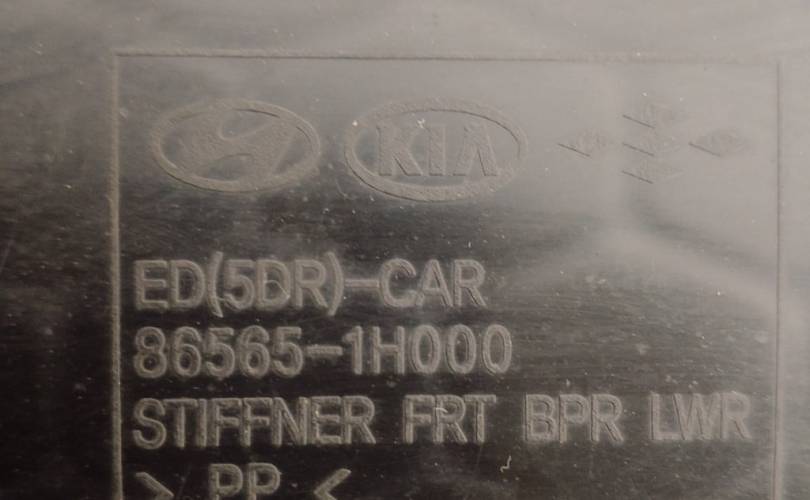 KIA
ED(5DR)-CAR
86565-1H000
STIFFNER FRT BPR LWR
> PP <